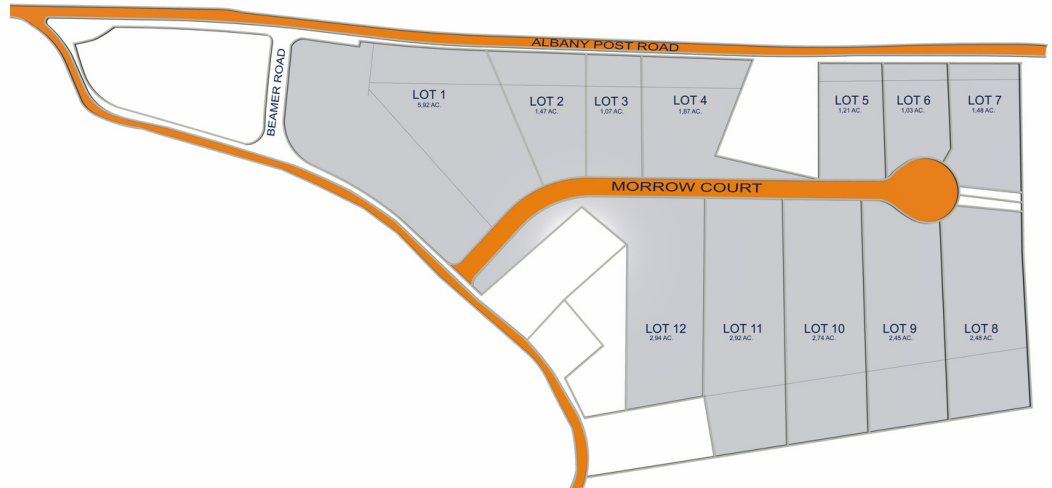 ALBANY POST ROAD
BEAMER ROAD
LOT 1
5,92 AC.
LOT 2
1,47 AC.
LOT 3
1,07 AC.
LOT 4
1,87 AC.
LOT 5
1,21 AC.
LOT 6
1,03 AC.
LOT 7
1,48 AC.
MORROW COURT
LOT 12
2,94 AC.
LOT 11
2,92 AC.
LOT 10
2,74 AC.
LOT 9
2,45 AC.
LOT 8
2,48 AC.